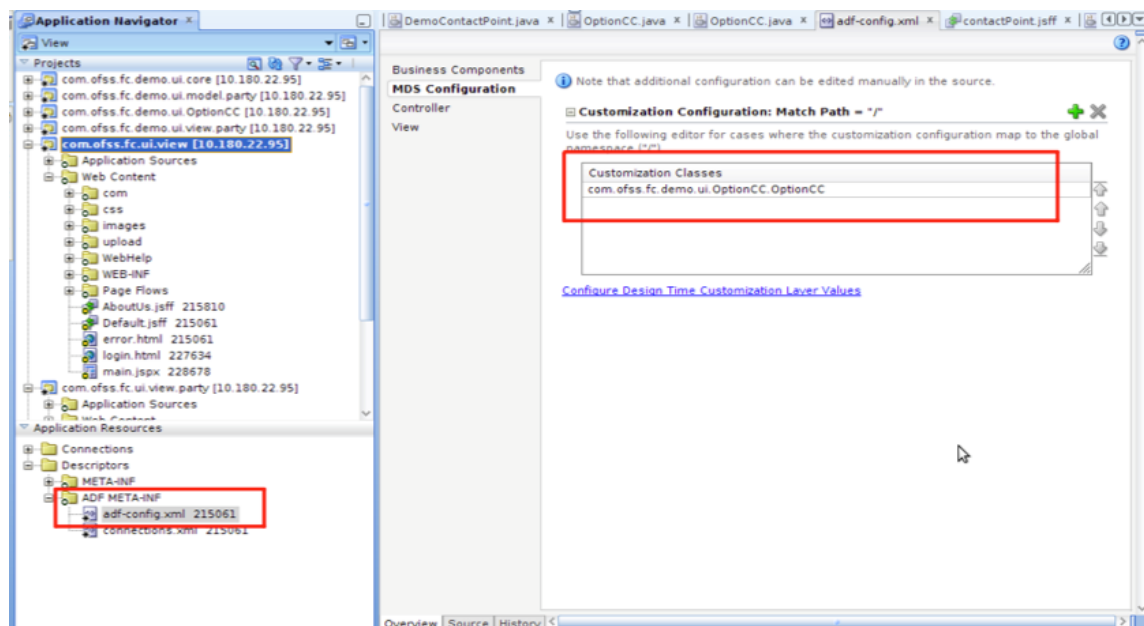 Application Navigator
View
Projects
com.ofss.fc.demo.ui.core [10.180.22.95]
com.ofss.fc.demo.ui.model.party [10.180.22.95]
com.ofss.fc.demo.ui.OptionCC [10.180.22.95]
com.ofss.fc.demo.ui.view.party [10.180.22.95]
com.ofss.fc.ui.view [10.180.22.95]
Application Sources
Web Content
com
css
images
upload
WebHelp
WEB-INF
Page Flows
AboutUs.jsff 215810
Default.jsff 215061
error.html 215061
login.html 227634
main.jspx 228678
com.ofss.fc.ui.view.party [10.180.22.95]
Application Sources
Web Content
Application Resources
Connections
Descriptors
META-INF
ADF META-INF
adf-config.xml 215061
connections.xml 215061
DemoContactPoint.java
OptionCC.java
OptionCC.java
adf-config.xml
contactPoint.jsff
Business Components
MDS Configuration
Controller
View
Note that additional configuration can be edited manually in the source.
Customization Configuration: Match Path = "/"
Use the following editor for cases where the customization configuration map to the global
namespace ("/")
Customization Classes
com.ofss.fc.demo.ui.OptionCC.OptionCC
Configure Design Time Customization Layer Values
Overview Source History